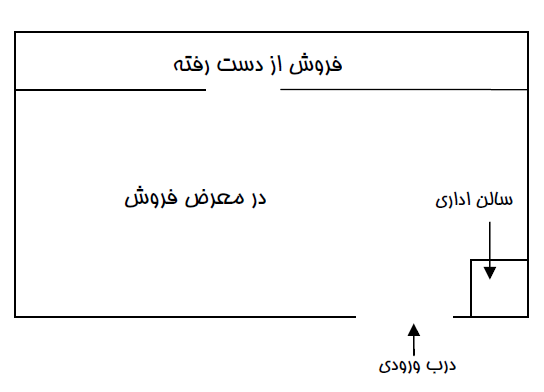 فروش از دست رفته
در معرض فروش
سالن اداری
درب ورودی